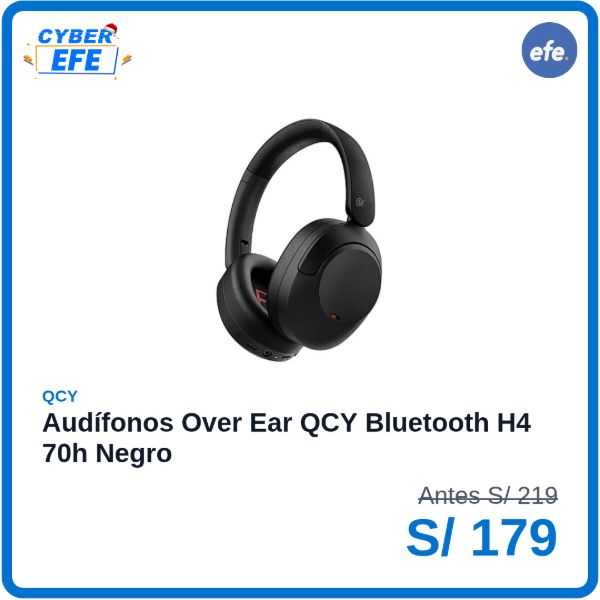 CYBER
EFE
efe.
QCY
Audífonos Over Ear QCY Bluetooth H4
70h Negro
Antes S/ 219
S/ 179